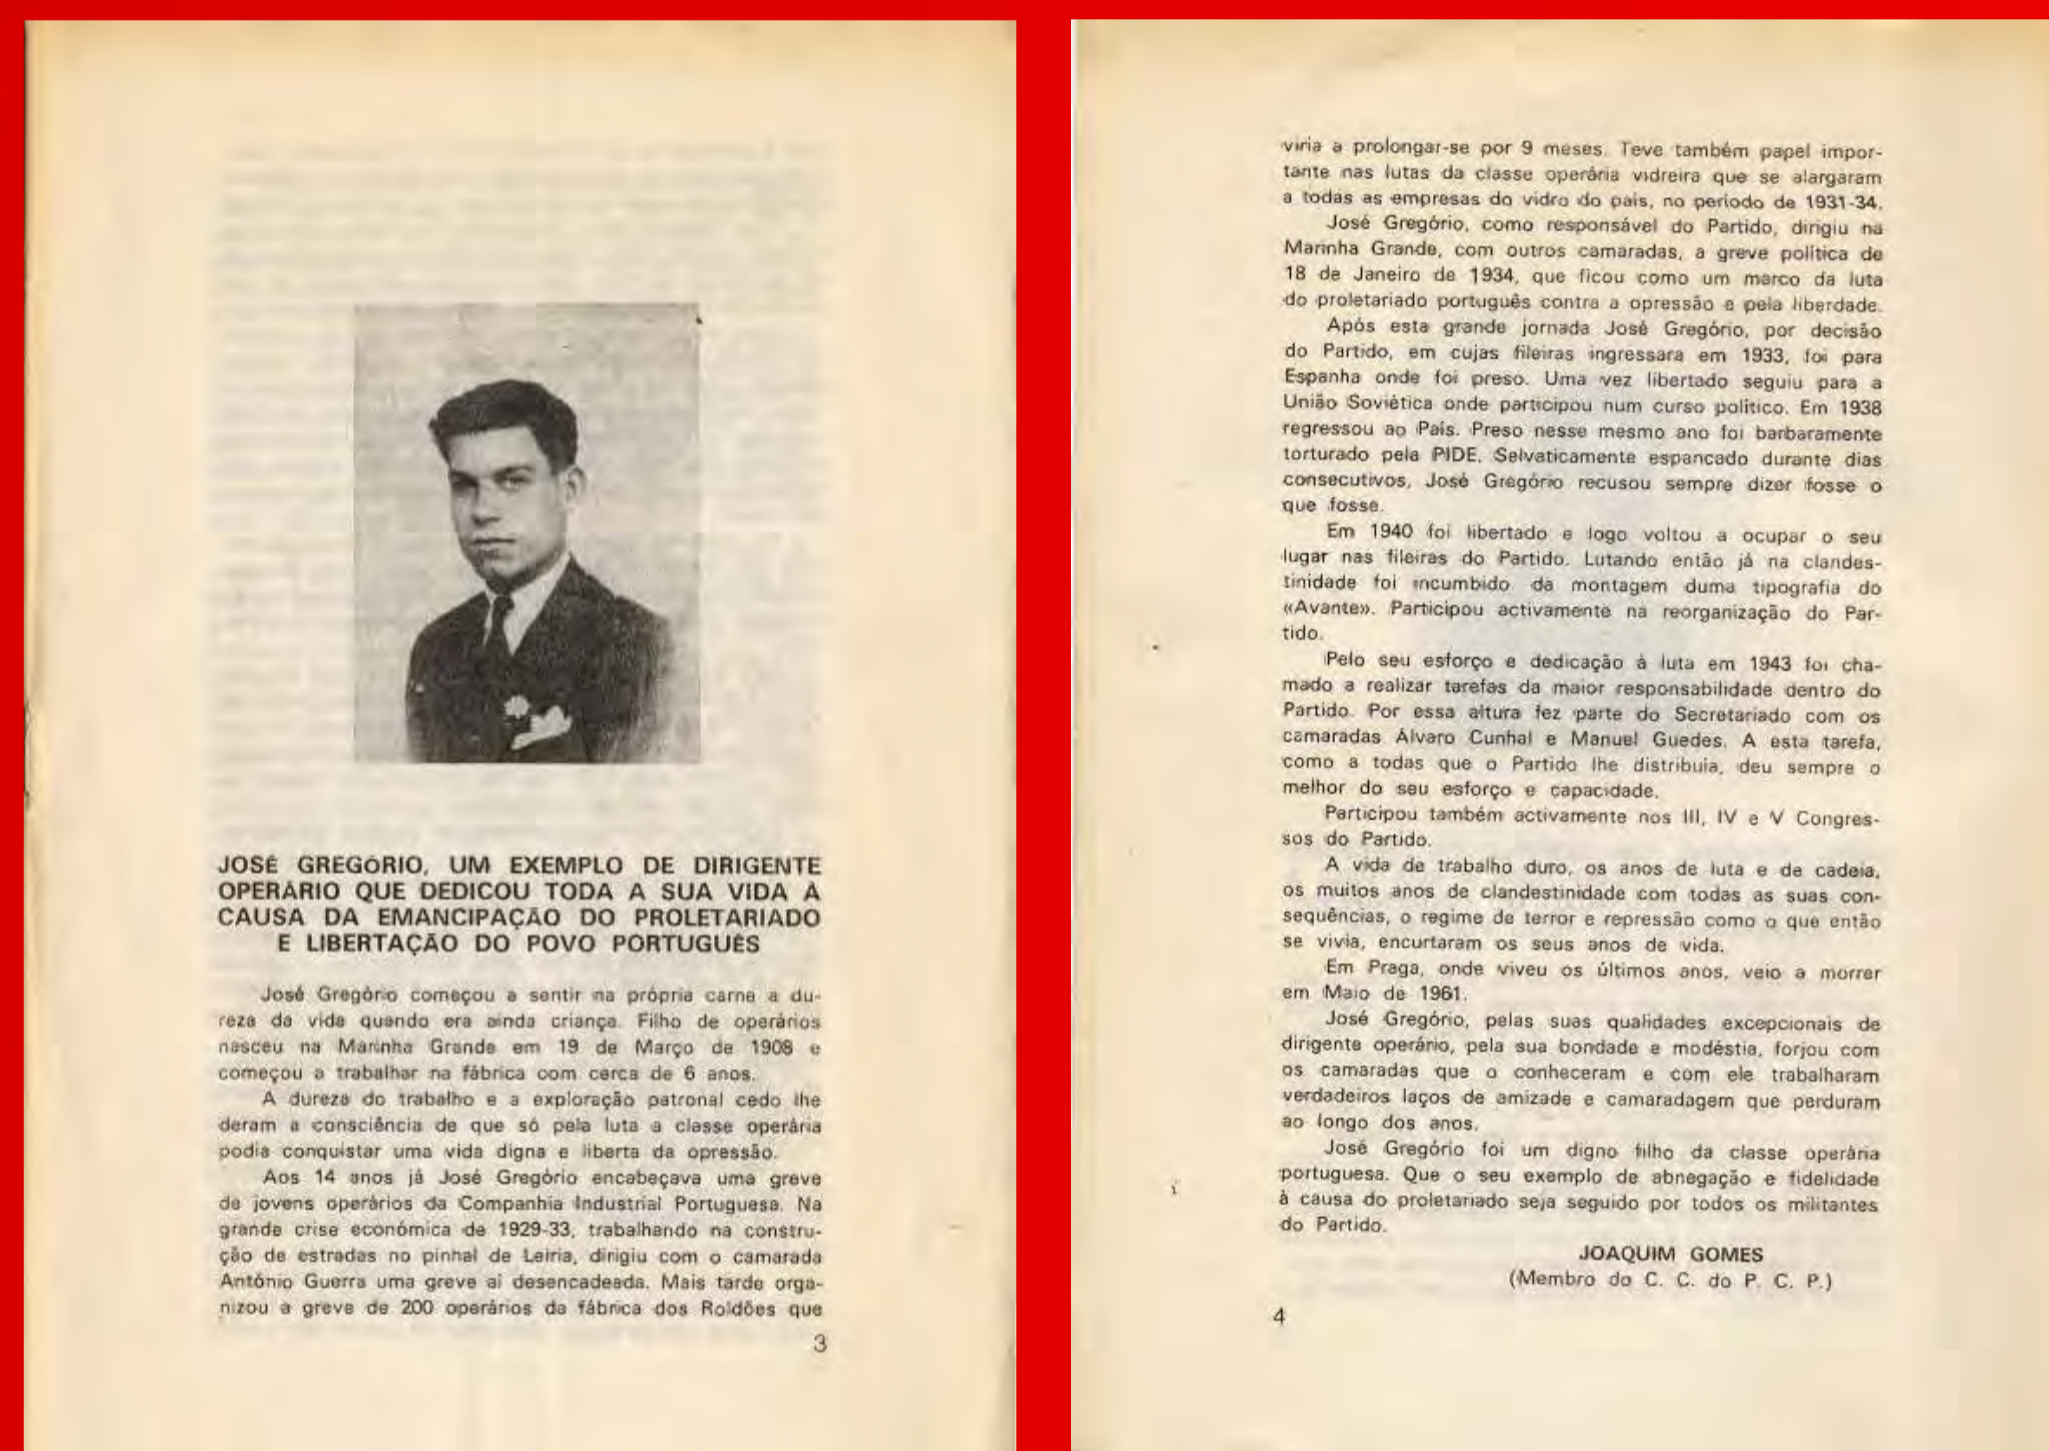 JOSÉ GREGÓRIO, UM EXEMPLO DE DIRIGENTE
OPERÁRIO QUE DEDICOU TODA A SUA VIDA À
CAUSA DA EMANCIPAÇÃO DO PROLETARIADO
E LIBERTAÇÃO DO POVO PORTUGUÊS
José Gregório começou a sentir na própria carne a du-
reza da vida quando era ainda criança. Filho de operários
nasceu na Marinha Grande em 19 de Março de 1908 e
começou a trabalhar na fábrica com cerca de 6 anos.
A dureza do trabalho e a exploração patronal cedo lhe
deram a consciência de que só pela luta a classe operária
podia conquistar uma vida digna e liberta da opressão.
Aos 14 anos já José Gregório encabeçava uma greve
de jovens operários da Companhia Industrial Portuguesa. Na
grande crise económica de 1929-33, trabalhando na constru-
ção de estradas no pinhal de Leiria, dirigiu com o camarada
António Guerra uma greve aí desencadeada. Mais tarde orga-
nizou a greve de 200 operários da fábrica dos Roldões que
3
viria a prolongar-se por 9 meses. Teve também papel impor-
tante nas lutas da classe operária vidreira que se alargaram
a todas as empresas do vidro do país, no período de 1931-34.
José Gregório, como responsável do Partido, dirigiu na
Marinha Grande, com outros camaradas, a greve política de
18 de Janeiro de 1934, que ficou como um marco da luta
do proletariado português contra a opressão e pela liberdade.
Após esta grande jornada José Gregório, por decisão
do Partido, em cujas fileiras ingressara em 1933, foi para
Espanha onde foi preso. Uma vez libertado seguiu para a
União Soviética onde participou num curso político. Em 1938
regressou ao País. Preso nesse mesmo ano foi barbaramente
torturado pela PIDE. Selvaticamente espancado durante dias
consecutivos, José Gregório recusou sempre dizer fosse o
que fosse.
Em 1940 foi libertado e logo voltou a ocupar o seu
lugar nas fileiras do Partido. Lutando então já na clandes-
tinidade foi incumbido da montagem duma tipografia do
«Avante». Participou activamente na reorganização do Par-
tido.
Pelo seu esforço e dedicação à luta em 1943 foi cha-
mado a realizar tarefas da maior responsabilidade dentro do
Partido. Por essa altura fez parte do Secretariado com os
camaradas Álvaro Cunhal e Manuel Guedes. A esta tarefa,
como a todas que o Partido lhe distribuia, deu sempre o
melhor do seu esforço e capacidade.
Participou também activamente nos III, IV e V Congres-
sos do Partido.
A vida de trabalho duro, os anos de luta e de cadeia,
os muitos anos de clandestinidade com todas as suas con-
sequências, o regime de terror e repressão como o que então
se vivia, encurtaram os seus anos de vida.
Em Praga, onde viveu os últimos anos, veio a morrer
em Maio de 1961.
José Gregório, pelas suas qualidades excepcionais de
dirigente operário, pela sua bondade e modéstia, forjou com
os camaradas que o conheceram e com ele trabalharam
verdadeiros laços de amizade e camaradagem que perduram
ao longo dos anos.
José Gregório foi um digno filho da classe operária
portuguesa. Que o seu exemplo de abnegação e fidelidade
à causa do proletariado seja seguido por todos os militantes
do Partido.
JOAQUIM GOMES
(Membro do C. C. do P. C. P.)
4